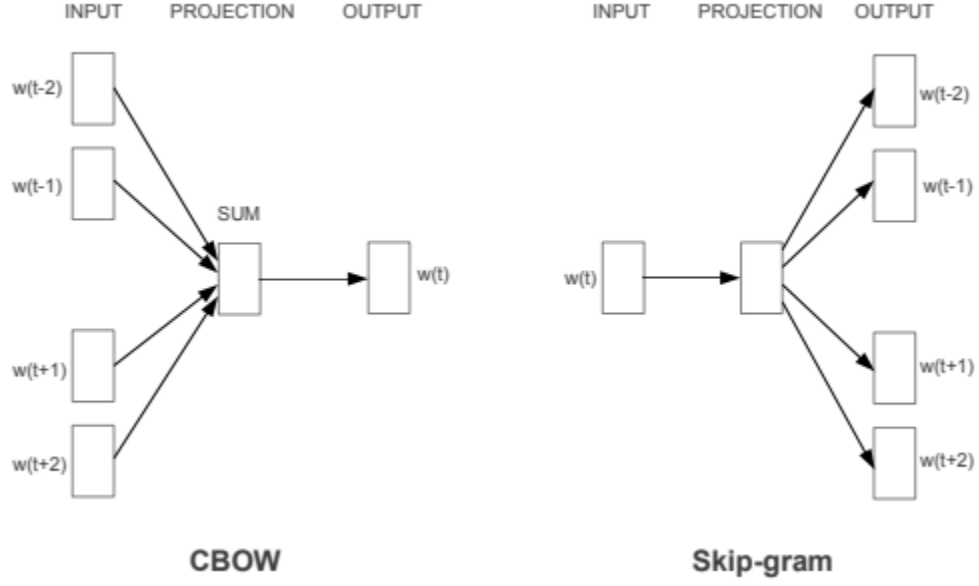 INPUT PROJECTION OUTPUT
w(t-2)
w(t-1)
SUM
w(t)
w(t+1)
w(t+2)
CBOW
INPUT PROJECTION OUTPUT
w(t-2)
w(t-1)
w(t)
w(t+1)
w(t+2)
Skip-gram